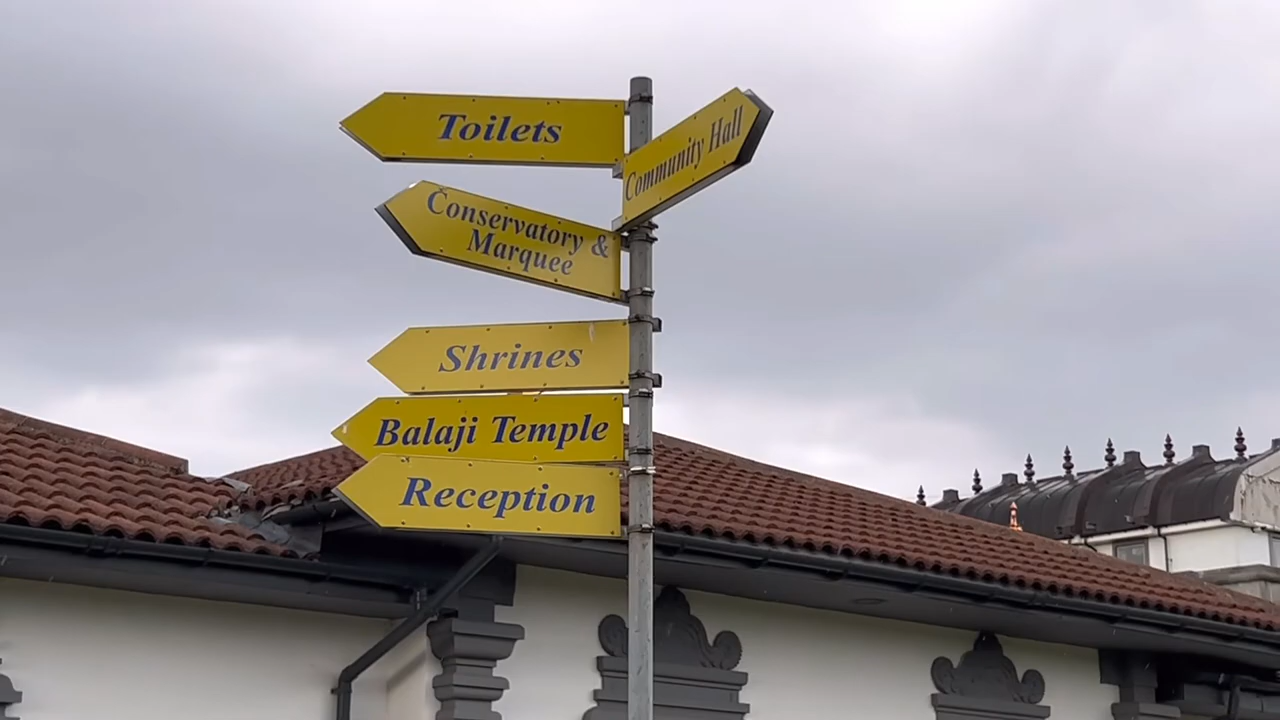 Toilets
Community Hall
Conservatory &
Marquee
Shrines
Balaji Temple
Reception